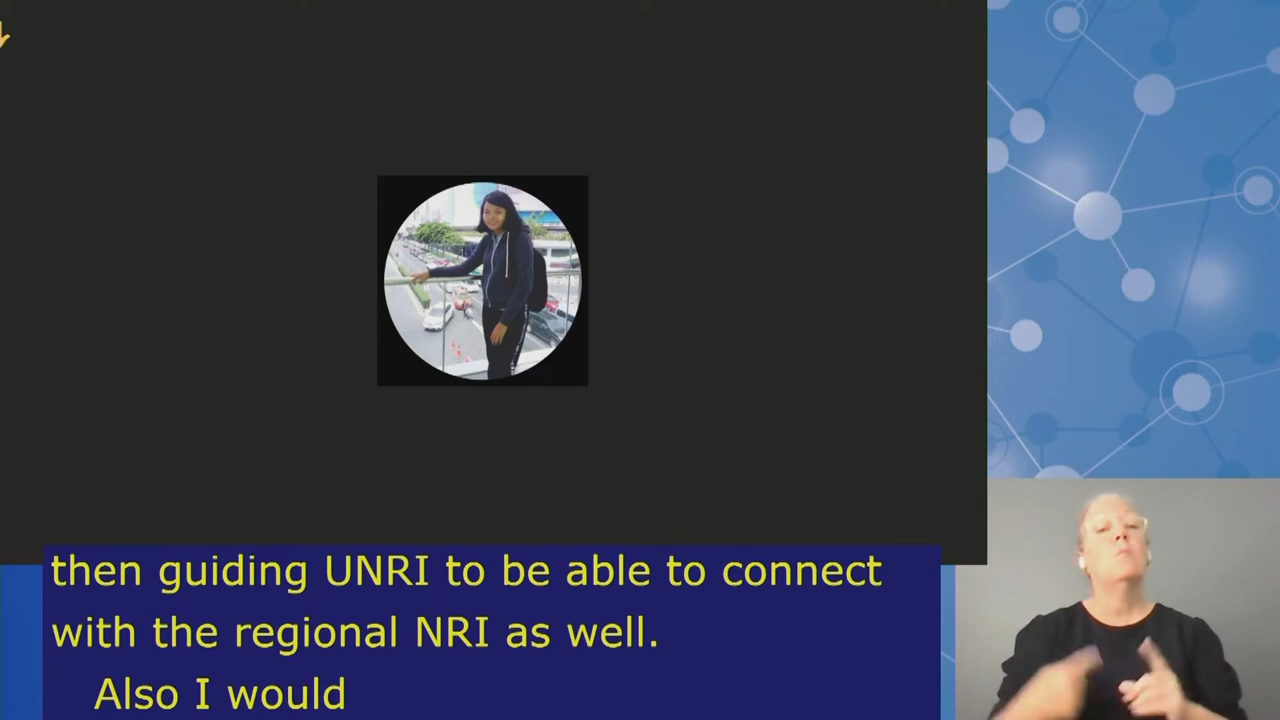 then guiding UNRI to be able to connect
with the regional NRI as well.
Also I would